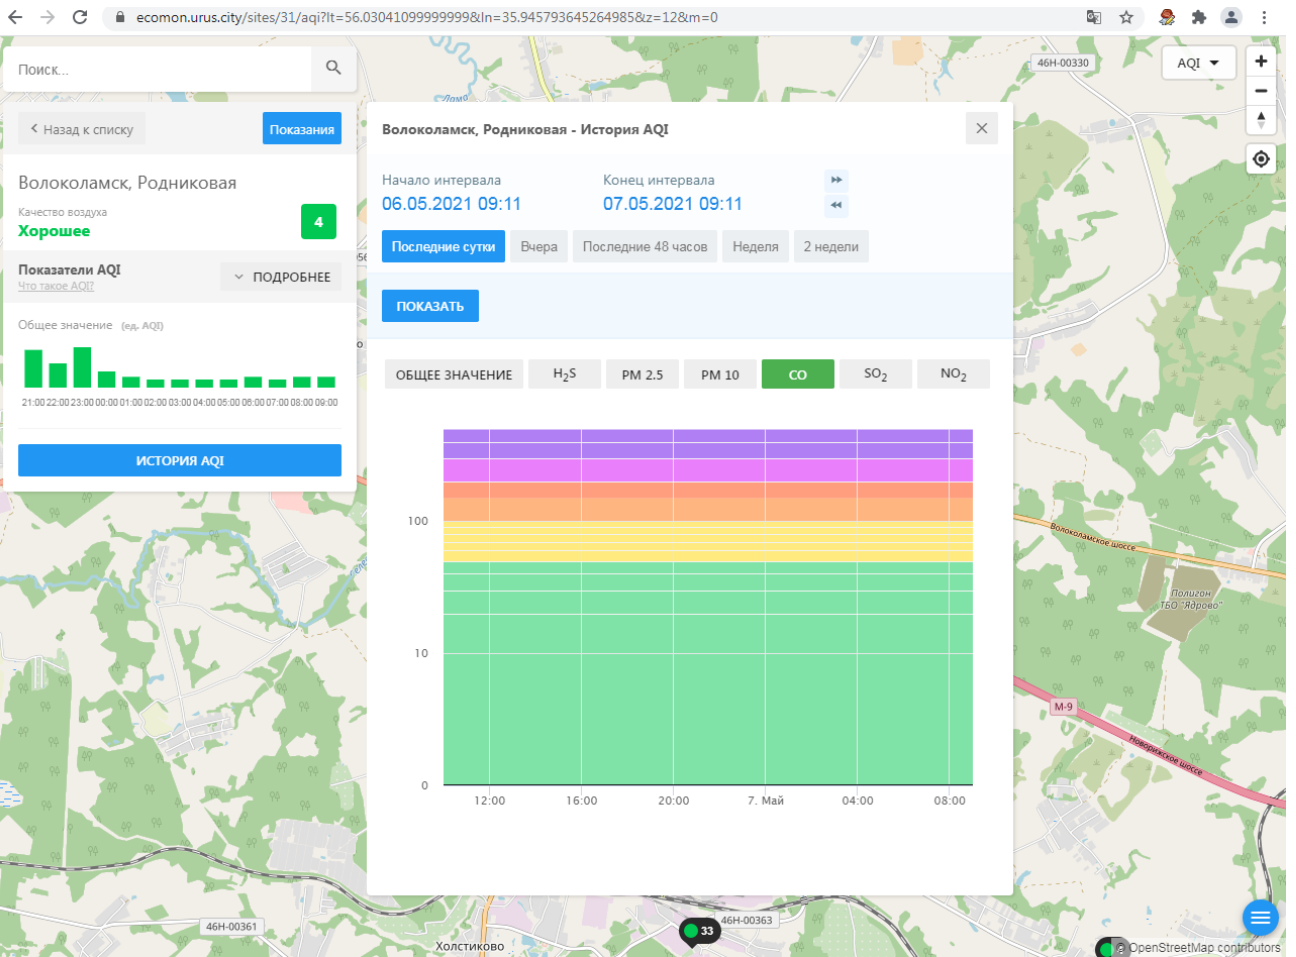 ecomon.urus.city/sites/31/aqi?lt=56.03041099999999&ln=35.945793645264985&z=12&m=0
Поиск...
Назад к списку
Показания
Волоколамск, Родниковая
Качество воздуха
Хорошее
4
Показатели AQI
Что такое AQI?
ПОДРОБНЕЕ
Общее значение (ед. AQI)
21:00 22:00 23:00 00:00 01:00 02:00 03:00 04:00 05:00 06:00 07:00 08:00 09:00
ИСТОРИЯ AQI
Волоколамск, Родниковая - История AQI
Начало интервала
Конец интервала
06.05.2021 09:11
07.05.2021 09:11
Последние сутки
Вчера
Последние 48 часов
Неделя
2 недели
ПОКАЗАТЬ
ОБЩЕЕ ЗНАЧЕНИЕ
H2S
PM 2.5
PM 10
CO
SO2
NO2
100
10
0
12:00
16:00
20:00
7. Май
04:00
08:00
Лама
46Н-00330
AQI
Волоколамское шоссе
Полигон
ТБО "Ядрово"
М-9
Новорижское шоссе
46Н-00361
46Н-00363
33
Холстиково
© OpenStreetMap contributors